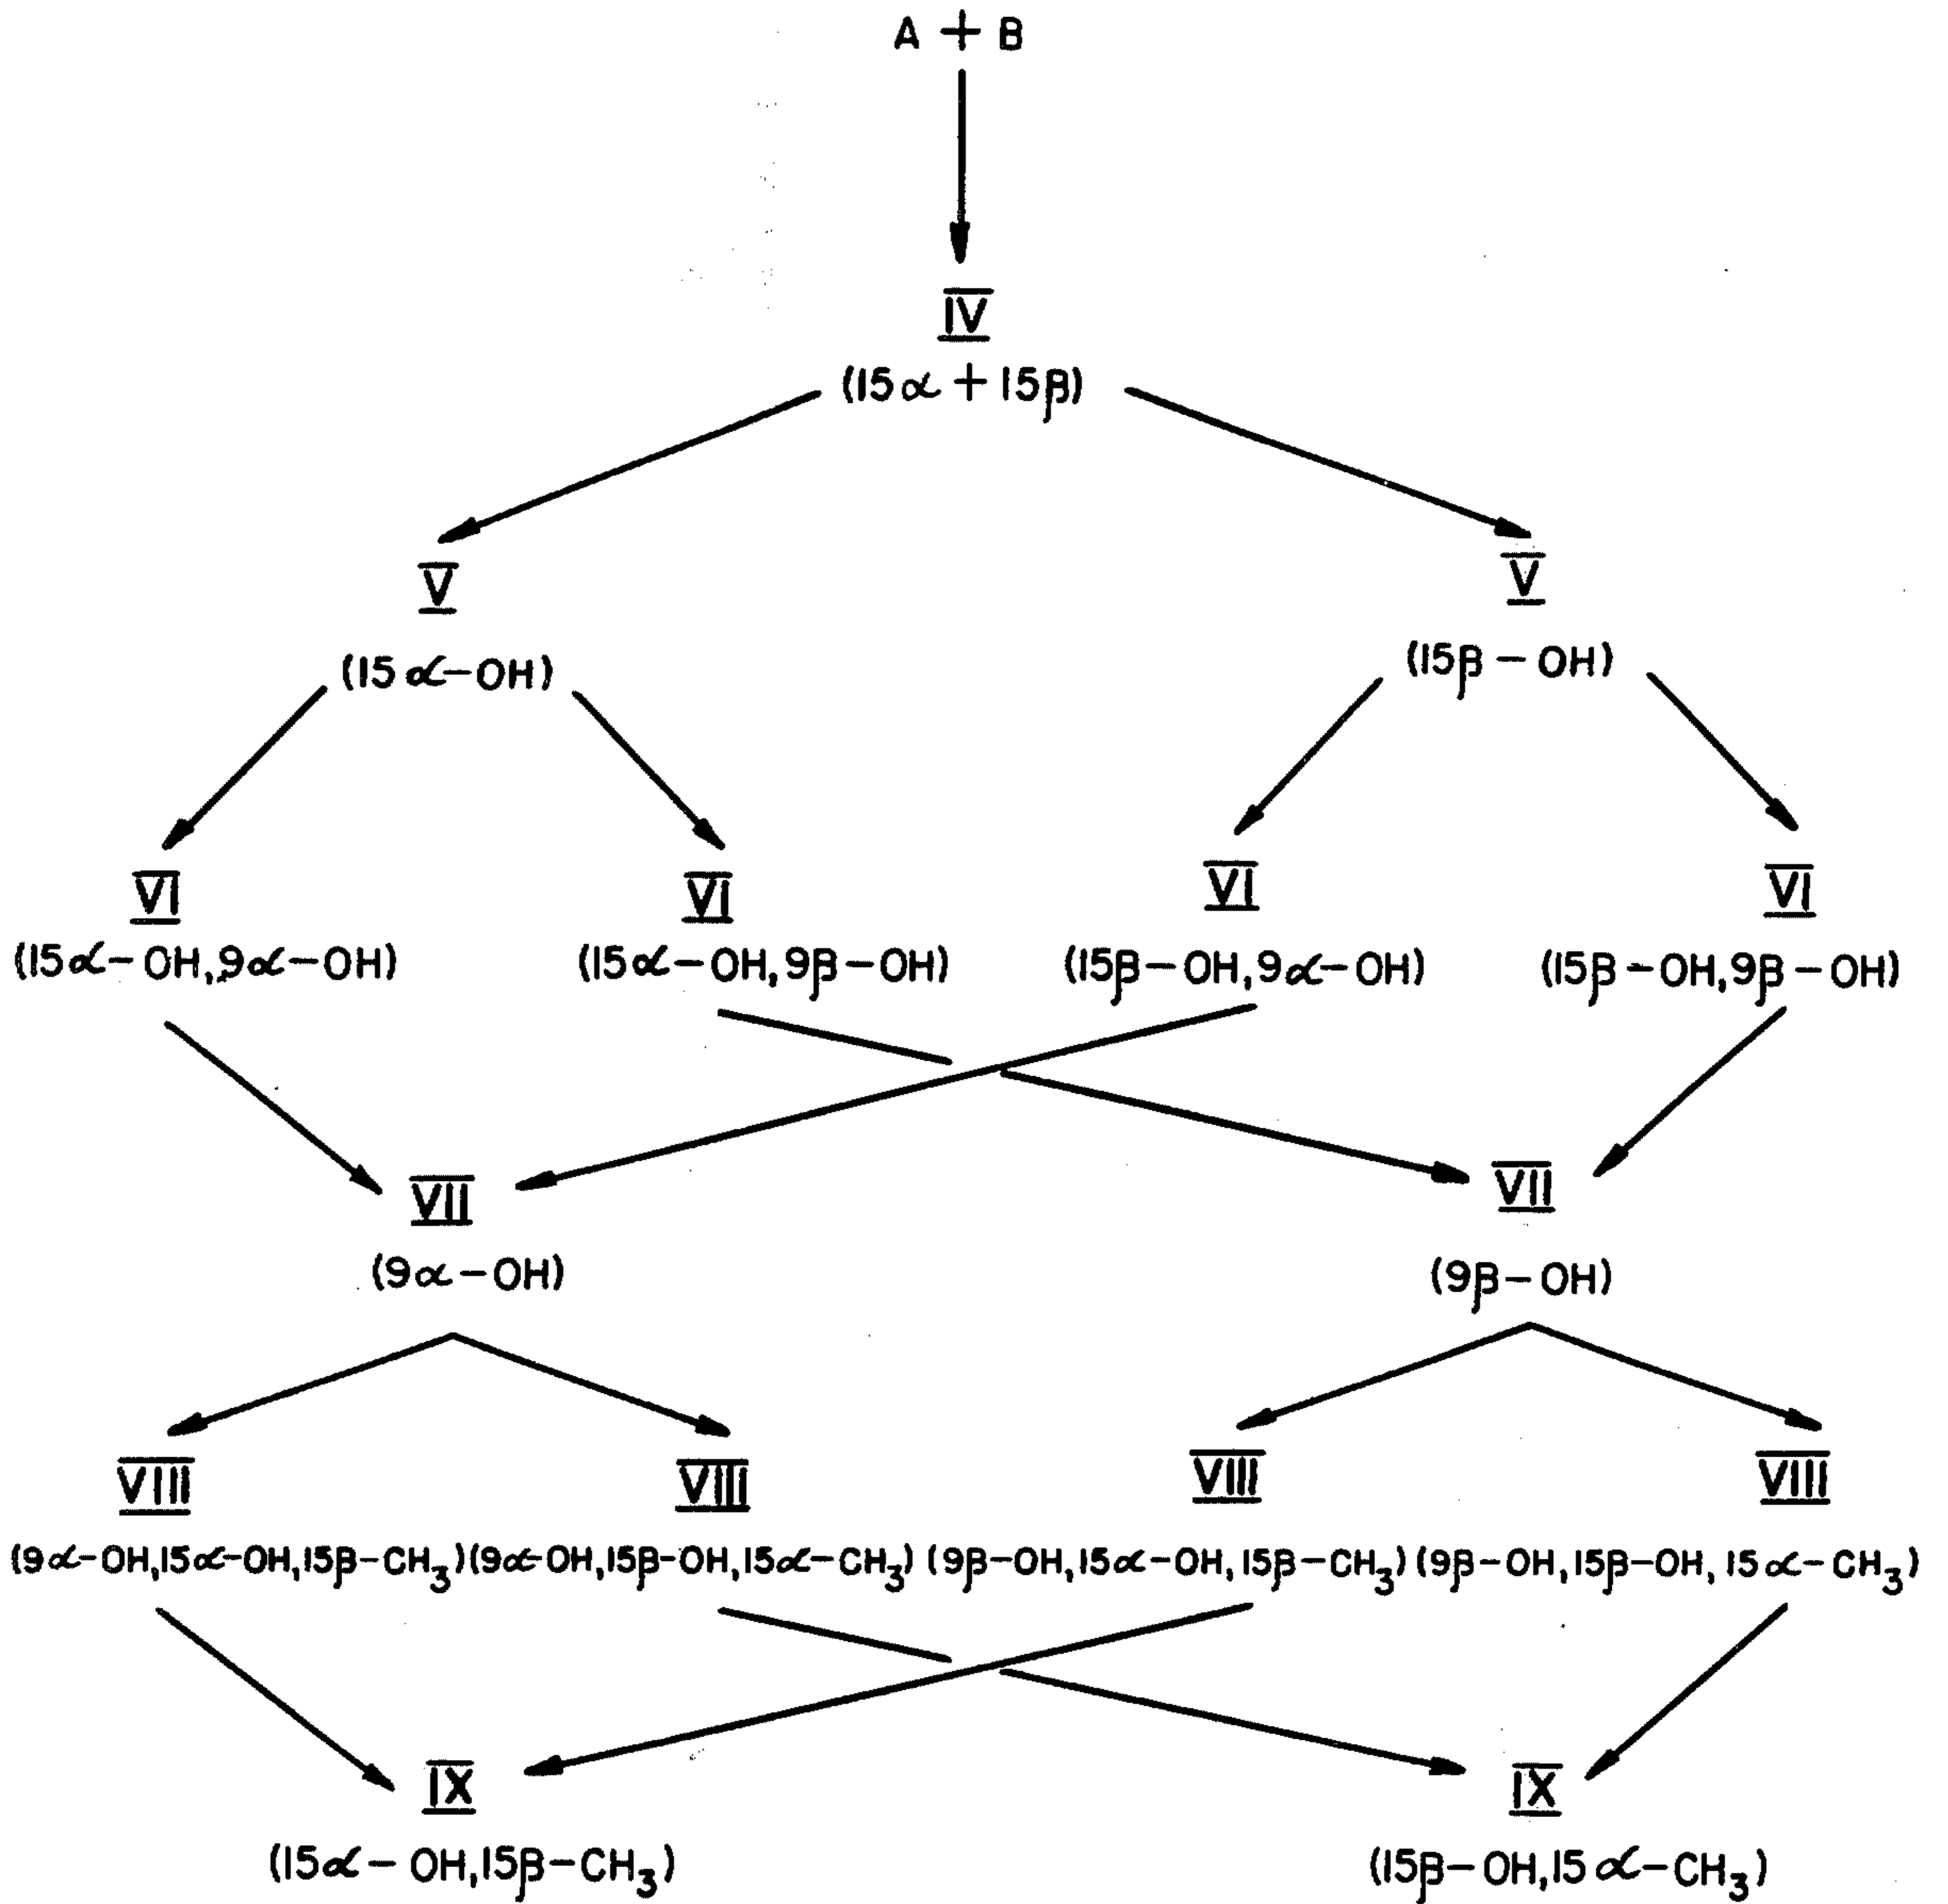 A + B
IV
(15α + 15β)
V V
(15α-OH) (15β-OH)
VI VI VI VI
(15α-OH,9α-OH) (15α-OH,9β-OH) (15β-OH,9α-OH) (15β-OH,9β-OH)
VII VII
(9α-OH) (9β-OH)
VIII VIII VIII VIII
(9α-OH,15α-OH,15β-CH₃) (9α-OH,15β-OH,15α-CH₃) (9β-OH,15α-OH,15β-CH₃) (9β-OH,15β-OH,15α-CH₃)
IX IX
(15α-OH,15β-CH₃) (15β-OH,15α-CH₃)